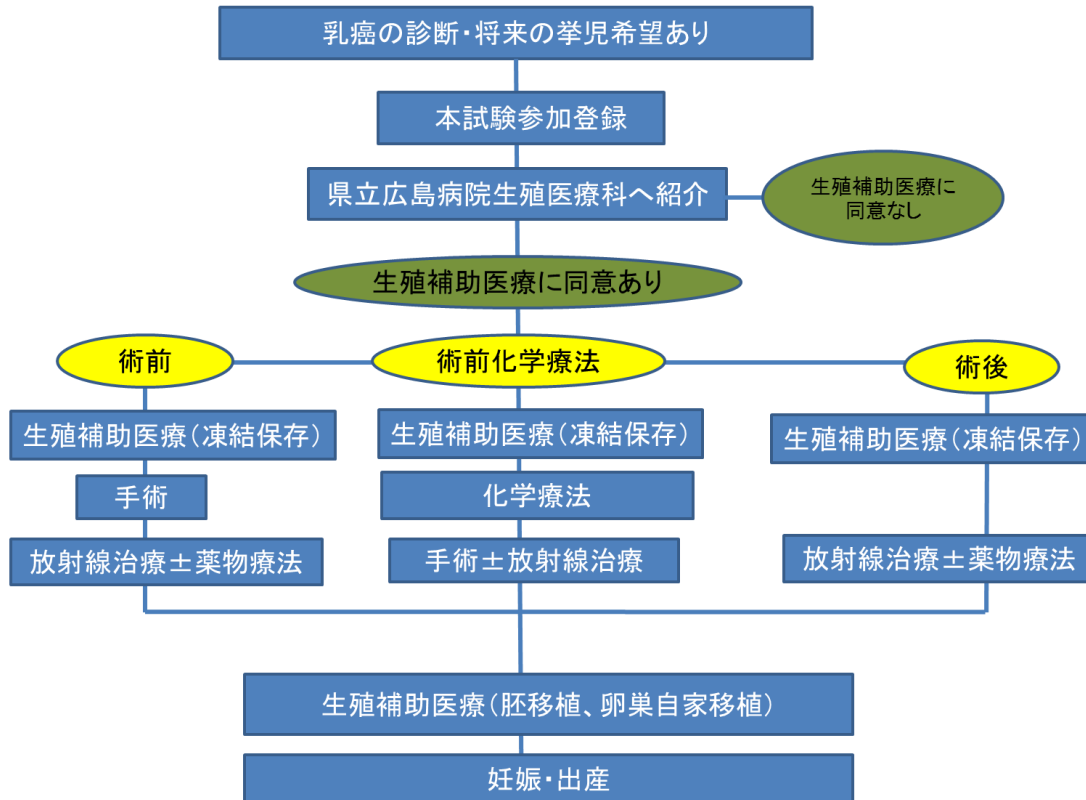 乳癌の診断・将来の挙児希望あり
本試験参加登録
県立広島病院生殖医療科へ紹介
生殖補助医療に
同意なし
生殖補助医療に同意あり
術前
術前化学療法
術後
生殖補助医療(凍結保存)
生殖補助医療(凍結保存)
生殖補助医療(凍結保存)
手術
化学療法
放射線治療±薬物療法
手術±放射線治療
放射線治療±薬物療法
生殖補助医療(胚移植、卵巣自家移植)
妊娠・出産